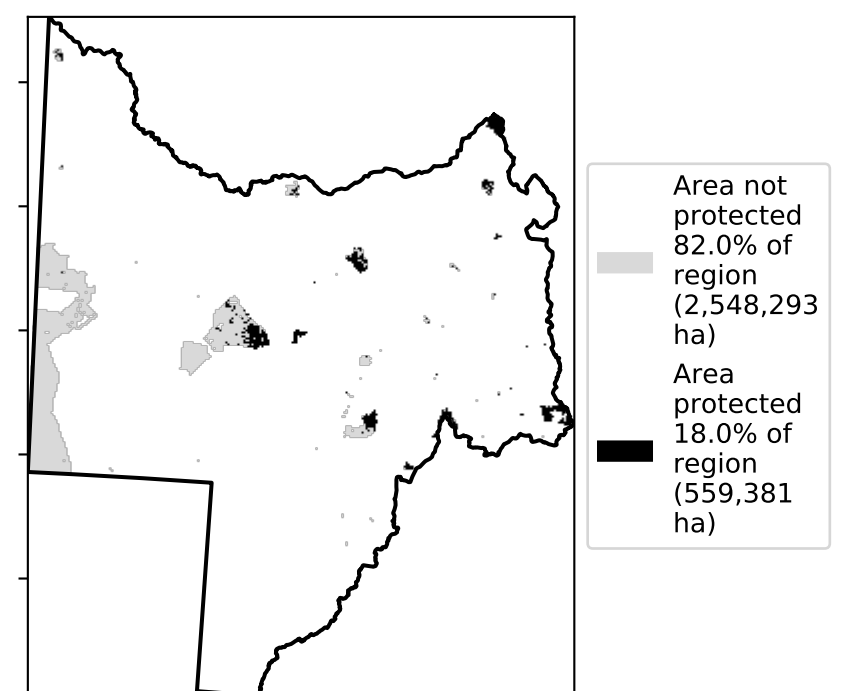 Area not
protected
82.0% of
region
(2,548,293
ha)
Area
protected
18.0% of
region
(559,381
ha)